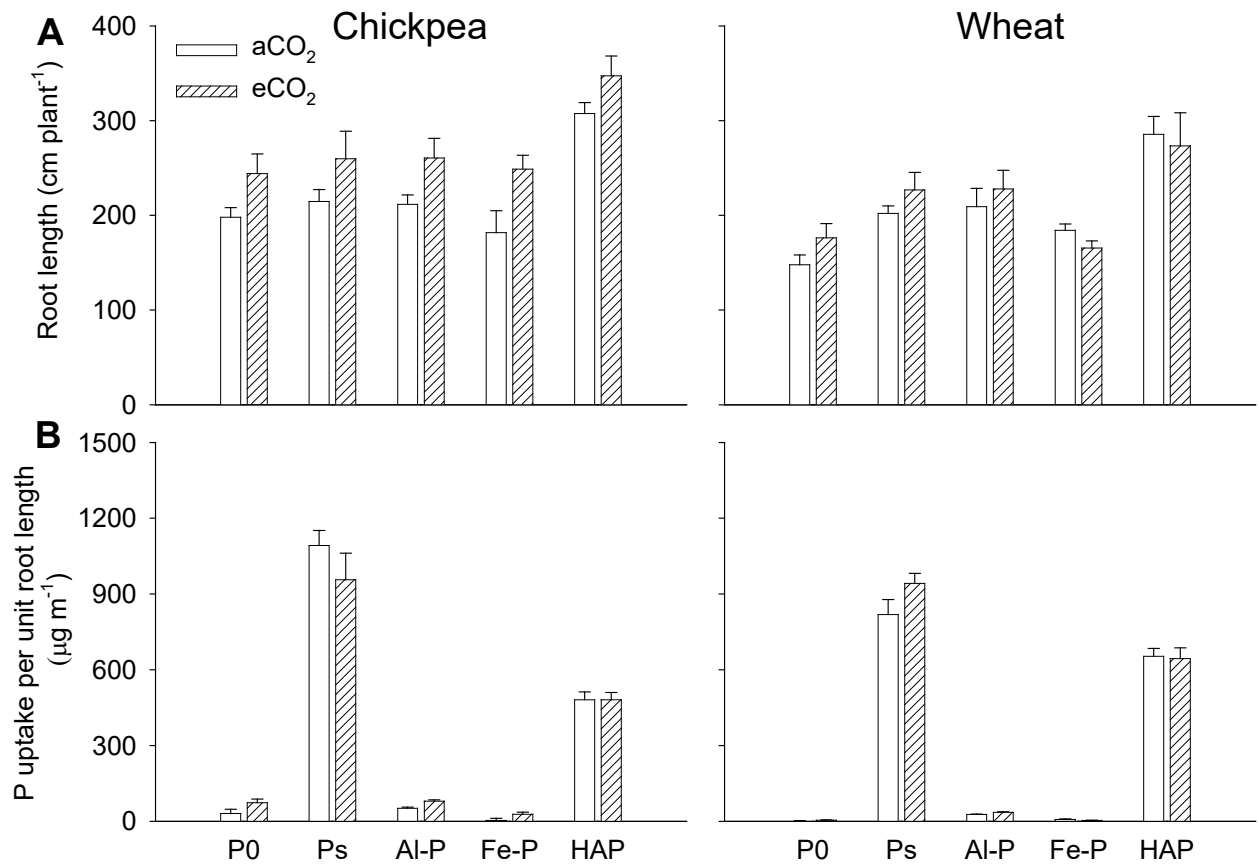 Chickpea
Wheat
A
aCO₂
eCO₂
Root length (cm plant⁻¹)
400
300
200
100
0
B
P uptake per unit root length
(µg m⁻¹)
1500
1200
900
600
300
0
P0 Ps Al-P Fe-P HAP
P0 Ps Al-P Fe-P HAP